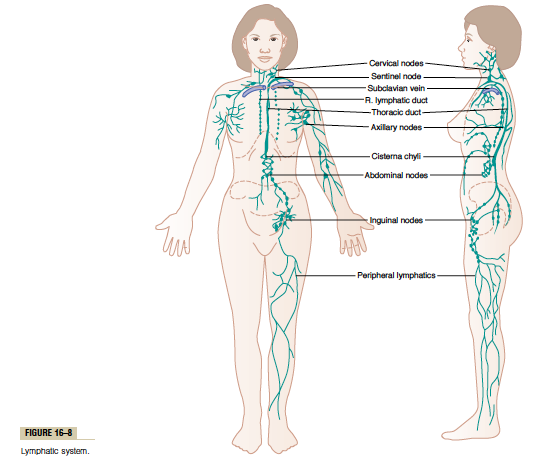 Cervical nodes
Sentinel node
Subclavian vein
R. lymphatic duct
Thoracic duct
Axillary nodes
Cisterna chyli
Abdominal nodes
Inguinal nodes
Peripheral lymphatics
FIGURE 16–8
Lymphatic system.